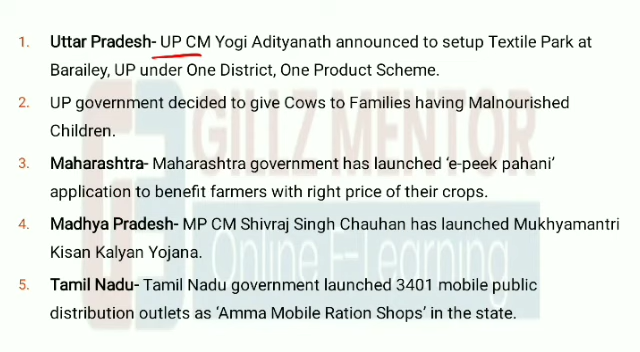 1. Uttar Pradesh- UP CM Yogi Adityanath announced to setup Textile Park at
Barailey, UP under One District, One Product Scheme.
2. UP government decided to give Cows to Families having Malnourished
Children.
3. Maharashtra- Maharashtra government has launched ‘e-peek pahani’
application to benefit farmers with right price of their crops.
4. Madhya Pradesh- MP CM Shivraj Singh Chauhan has launched Mukhyamantri
Kisan Kalyan Yojana.
5. Tamil Nadu- Tamil Nadu government launched 3401 mobile public
distribution outlets as ‘Amma Mobile Ration Shops’ in the state.
GILLZ MENTOR
Online E-Learning